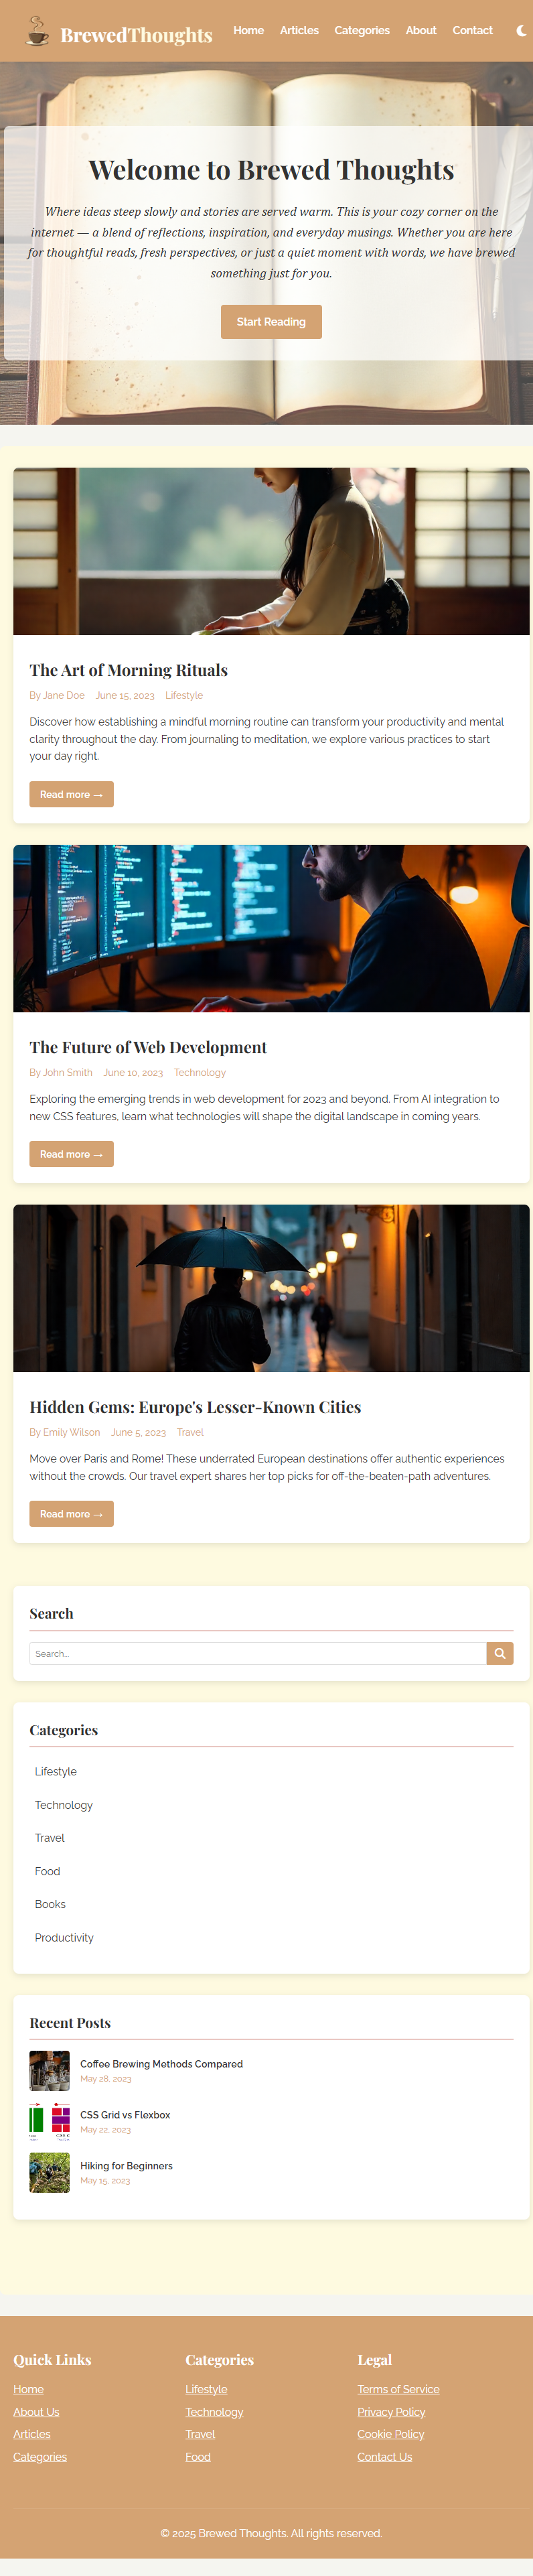 BrewedThoughts
Home Articles Categories About Contact
Welcome to Brewed Thoughts
Where ideas steep slowly and stories are served warm. This is your cozy corner on the
internet — a blend of reflections, inspiration, and everyday musings. Whether you are here
for thoughtful reads, fresh perspectives, or just a quiet moment with words, we have brewed
something just for you.
Start Reading
The Art of Morning Rituals
By Jane Doe June 15, 2023 Lifestyle
Discover how establishing a mindful morning routine can transform your productivity and mental
clarity throughout the day. From journaling to meditation, we explore various practices to start
your day right.
Read more →
The Future of Web Development
By John Smith June 10, 2023 Technology
Exploring the emerging trends in web development for 2023 and beyond. From AI integration to
new CSS features, learn what technologies will shape the digital landscape in coming years.
Read more →
Hidden Gems: Europe's Lesser-Known Cities
By Emily Wilson June 5, 2023 Travel
Move over Paris and Rome! These underrated European destinations offer authentic experiences
without the crowds. Our travel expert shares her top picks for off-the-beaten-path adventures.
Read more →
Search
Search...
Categories
Lifestyle
Technology
Travel
Food
Books
Productivity
Recent Posts
Coffee Brewing Methods Compared
May 28, 2023
CSS Grid vs Flexbox
May 22, 2023
Hiking for Beginners
May 15, 2023
Quick Links
Home
About Us
Articles
Categories
Categories
Lifestyle
Technology
Travel
Food
Legal
Terms of Service
Privacy Policy
Cookie Policy
Contact Us
© 2025 Brewed Thoughts. All rights reserved.